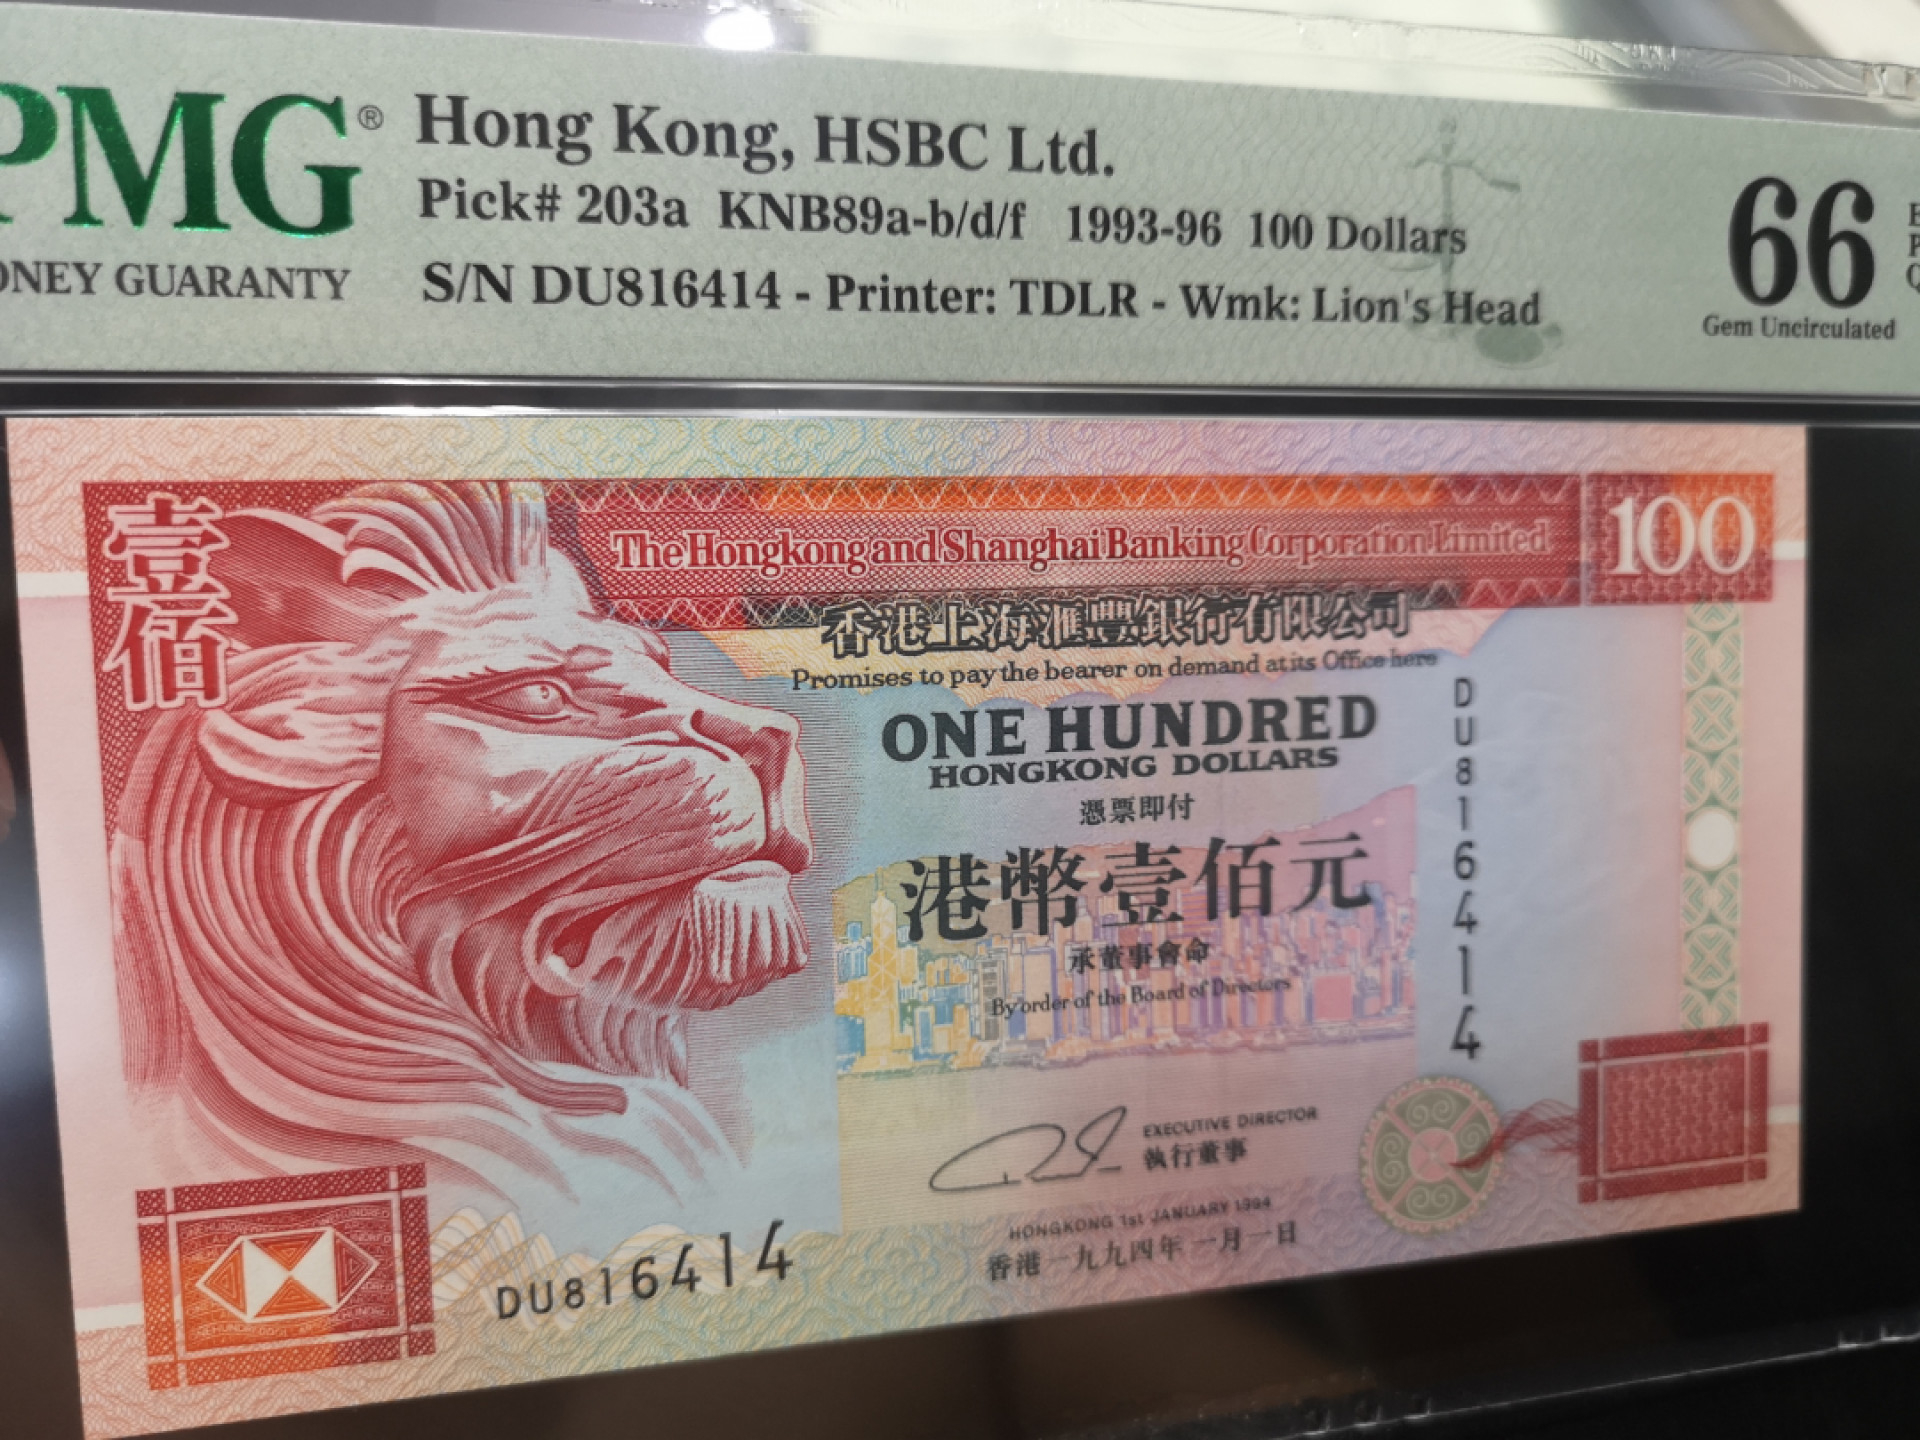 PMG®
Hong Kong, HSBC Ltd.
Pick# 203a KNB89a-b/d/f 1993-96 100 Dollars
S/N DU816414 - Printer: TDLR - Wmk: Lion's Head
GUARANTY
66
Gem Uncirculated
壹佰
The Hongkong and Shanghai Banking Corporation Limited
100
香港上海滙豐銀行有限公司
Promises to pay the bearer on demand at its Office here
ONE HUNDRED
HONGKONG DOLLARS
憑票即付
港幣壹佰元
承董事會命
By order of the Board of Directors
DU816414
EXECUTIVE DIRECTOR
執行董事
HONGKONG 1st JANUARY 1994
香港一九九四年一月一日
DU816414